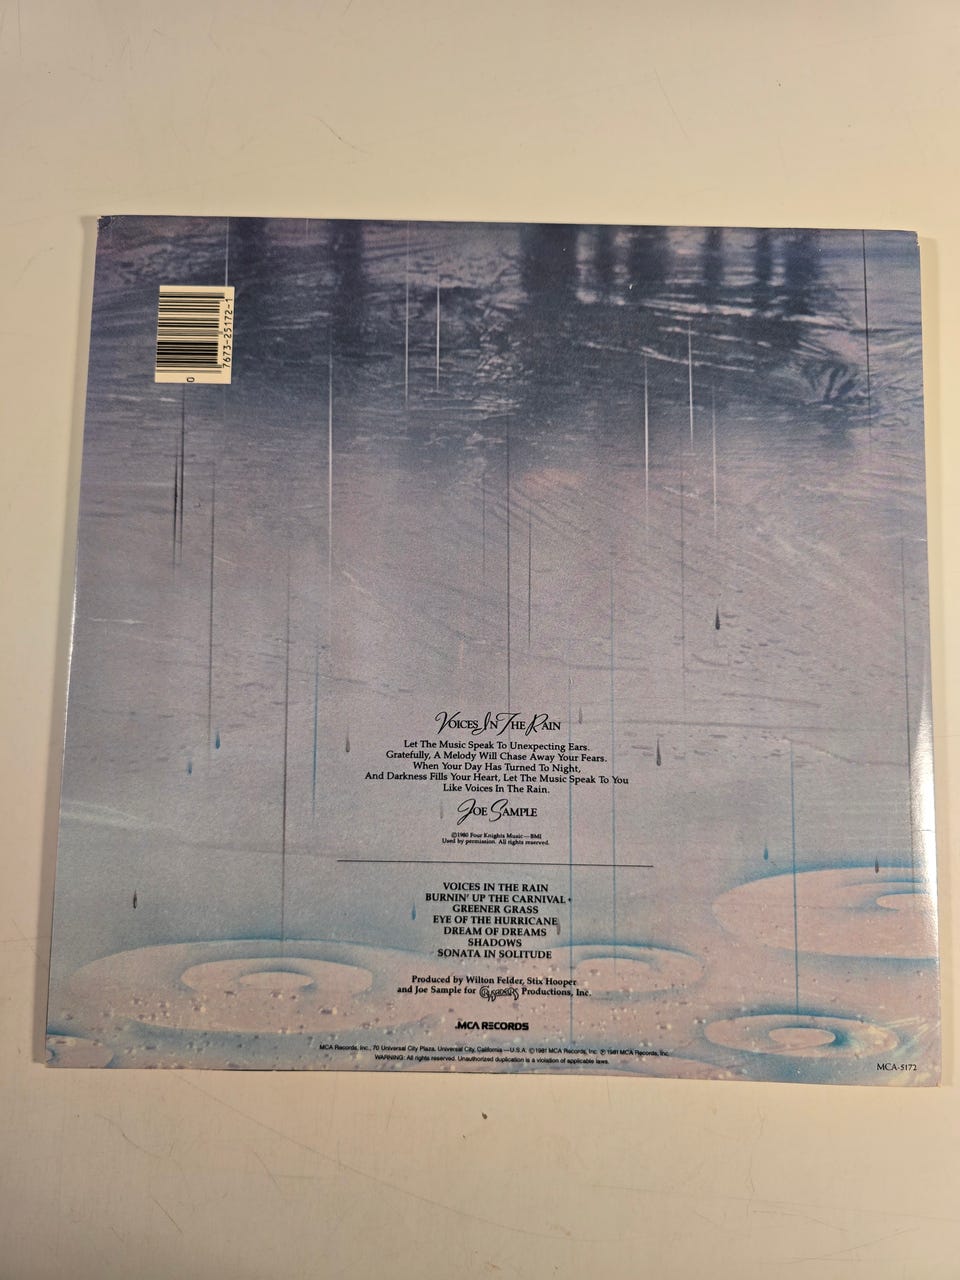 0 7673-25172-1
VOICES IN THE RAIN
Let The Music Speak To Unexpecting Ears.
Gratefully, A Melody Will Chase Away Your Fears.
When Your Day Has Turned To Night,
And Darkness Fills Your Heart, Let The Music Speak To You
Like Voices In The Rain.
JOE SAMPLE
©1980 Four Knights Music—BMI
Used by permission. All rights reserved.
VOICES IN THE RAIN
BURNIN' UP THE CARNIVAL
GREENER GRASS
EYE OF THE HURRICANE
DREAM OF DREAMS
SHADOWS
SONATA IN SOLITUDE
Produced by Wilton Felder, Stix Hooper
and Joe Sample for CRUSADERS Productions, Inc.
MCA RECORDS
MCA Records, Inc., 70 Universal City Plaza, Universal City, California—U.S.A. ©1981 MCA Records, Inc. ℗ 1981 MCA Records, Inc.
WARNING: All rights reserved. Unauthorized duplication is a violation of applicable laws.
MCA-5172